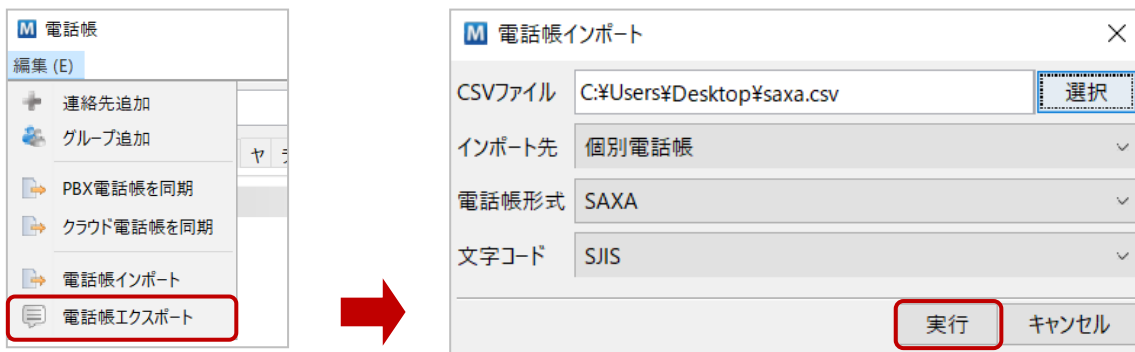 M 電話帳
編集 (E)
連絡先追加
グループ追加
ヤ
PBX電話帳を同期
クラウド電話帳を同期
電話帳インポート
電話帳エクスポート
M 電話帳インポート
CSVファイル C:¥Users¥Desktop¥saxa.csv 選択
インポート先 個別電話帳
電話帳形式 SAXA
文字コード SJIS
実行 キャンセル